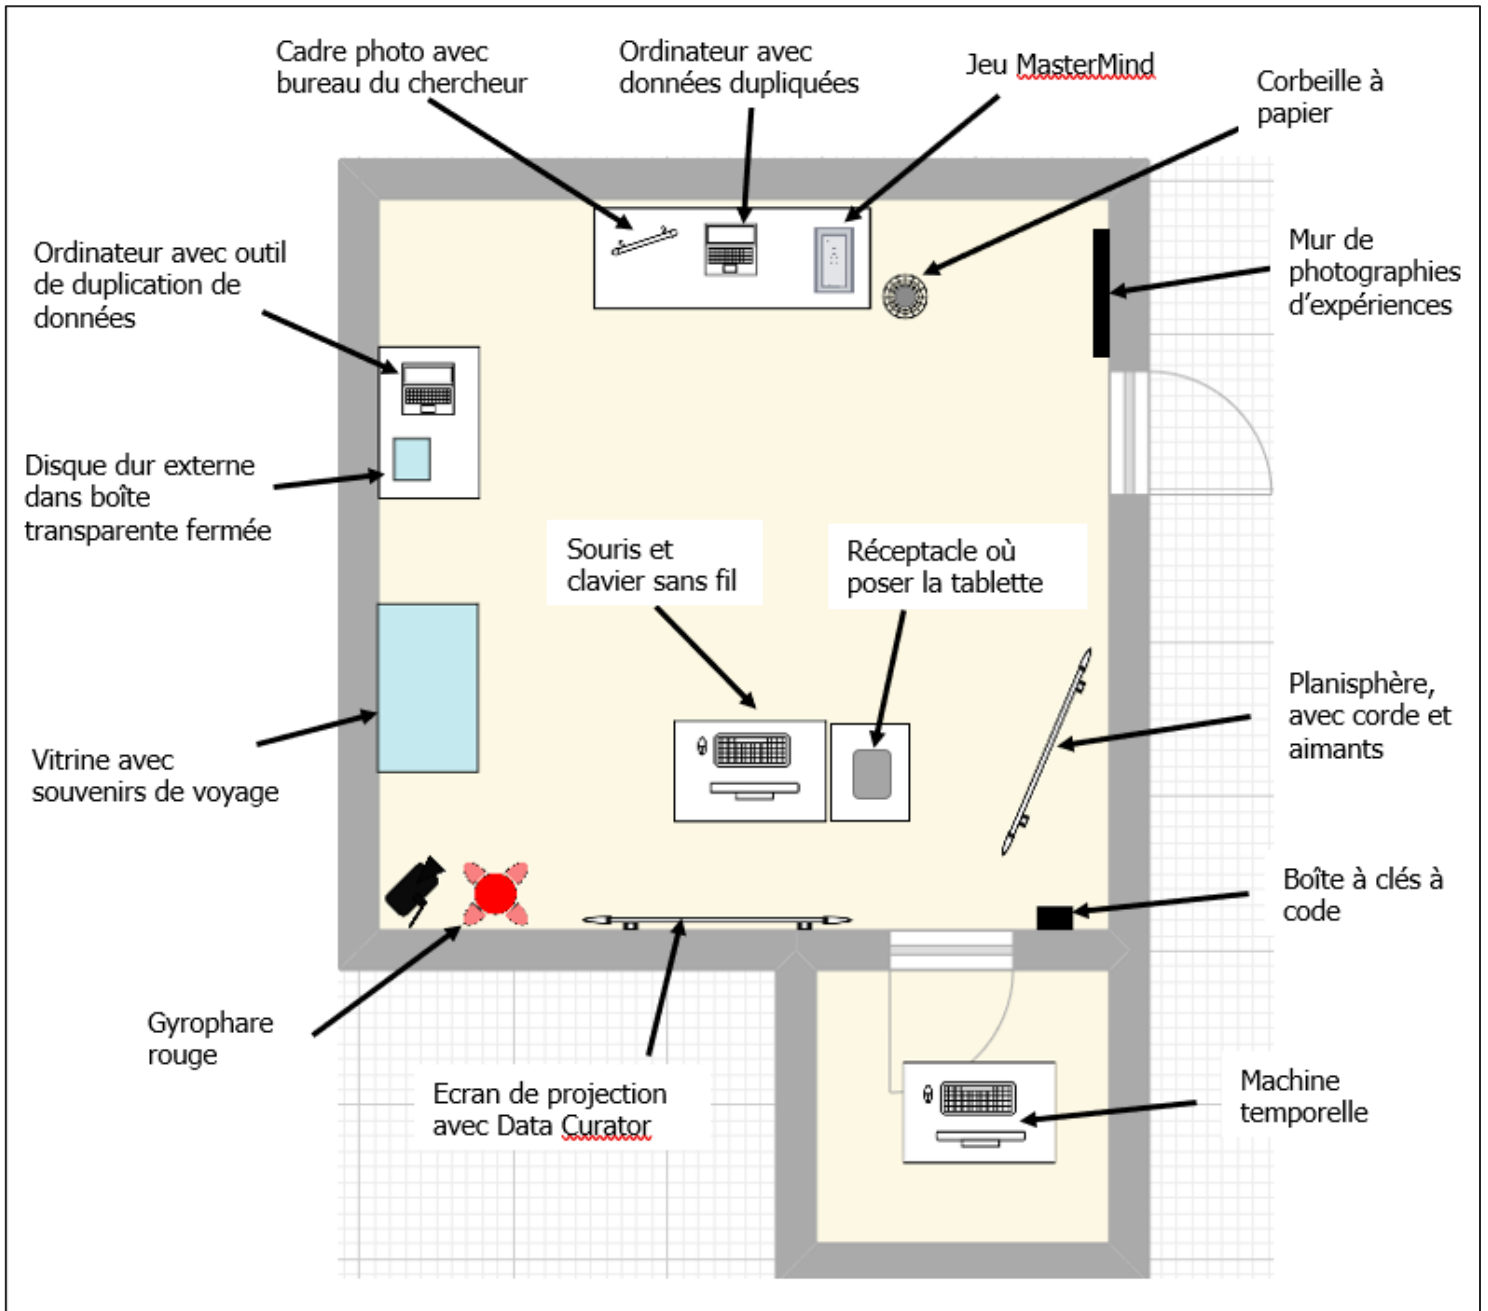 Cadre photo avec
bureau du chercheur
Ordinateur avec
données dupliquées
Jeu MasterMind
Corbeille à
papier
Ordinateur avec outil
de duplication de
données
Mur de
photographies
d'expériences
Disque dur externe
dans boîte
transparente fermée
Souris et
clavier sans fil
Réceptacle où
poser la tablette
Planisphère,
avec corde et
aimants
Vitrine avec
souvenirs de voyage
Boîte à clés à
code
Gyrophare
rouge
Ecran de projection
avec Data Curator
Machine
temporelle